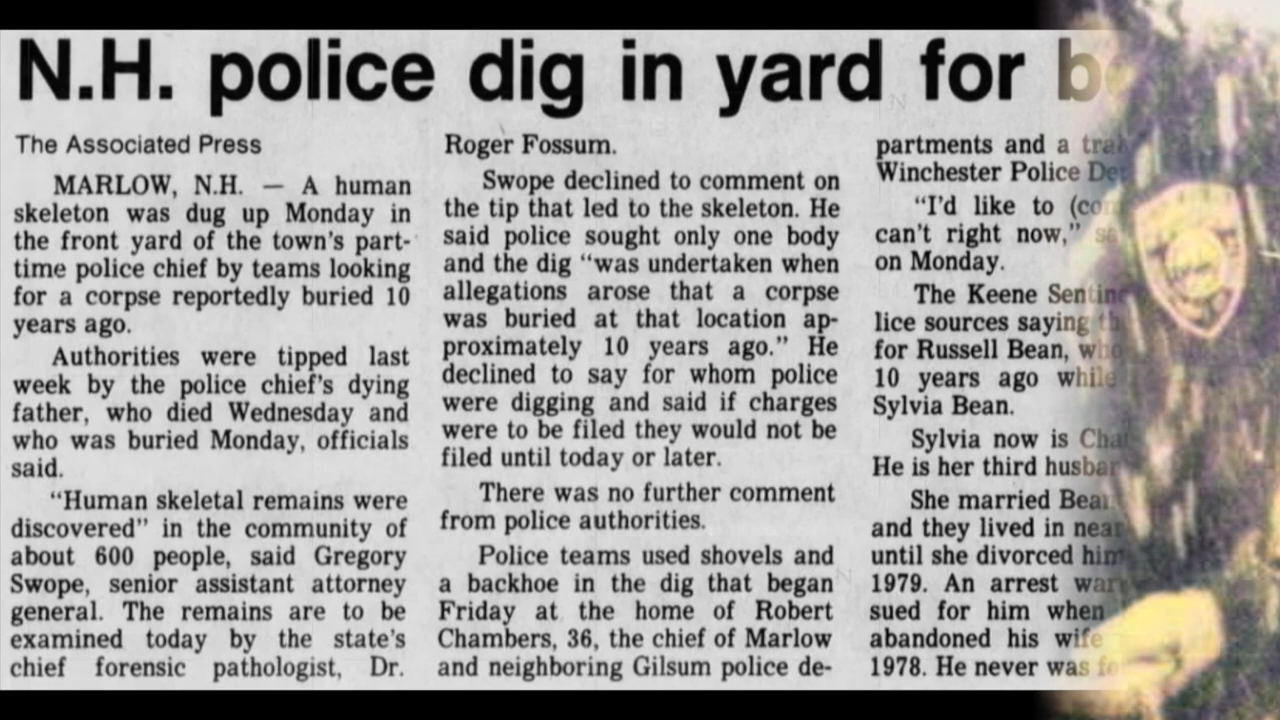 N.H. police dig in yard for
The Associated Press
MARLOW, N.H. — A human
skeleton was dug up Monday in
the front yard of the town's part-
time police chief by teams looking
for a corpse reportedly buried 10
years ago.
Authorities were tipped last
week by the police chief's dying
father, who died Wednesday and
who was buried Monday, officials
said.
"Human skeletal remains were
discovered" in the community of
about 600 people, said Gregory
Swope, senior assistant attorney
general. The remains are to be
examined today by the state's
chief forensic pathologist, Dr.
Roger Fossum.
Swope declined to comment on
the tip that led to the skeleton. He
said police sought only one body
and the dig "was undertaken when
allegations arose that a corpse
was buried at that location ap-
proximately 10 years ago." He
declined to say for whom police
were digging and said if charges
were to be filed they would not be
filed until today or later.
There was no further comment
from police authorities.
Police teams used shovels and
a backhoe in the dig that began
Friday at the home of Robert
Chambers, 36, the chief of Marlow
and neighboring Gilsum police de-
partments and a
Winchester Police
"I'd like to
can't right now,"
on Monday.
The Keene
lice sources saying
for Russell Bean, who
10 years ago while
Sylvia Bean.
Sylvia now is
He is her third
She married
and they lived in
until she divorced him
1979. An arrest
sued for him when
abandoned his wife
1978. He never was